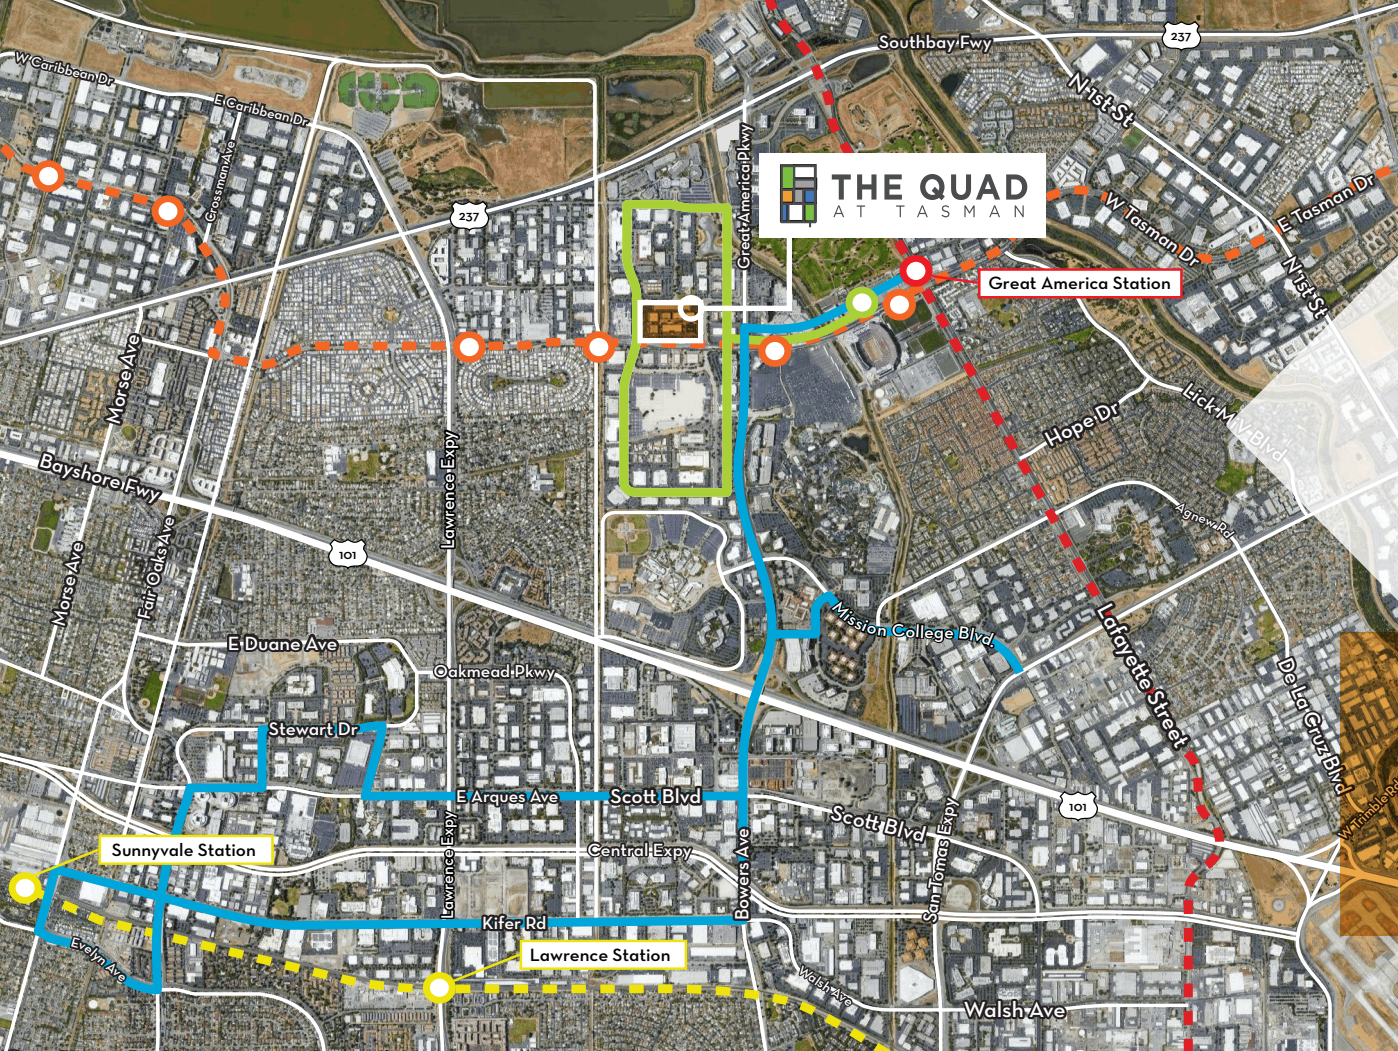 Southbay Fwy
237
W Caribbean Dr
E Caribbean Dr
N 1st St
Crossman Ave
Great America Pkwy
THE QUAD
AT TASMAN
W Tasman Dr
E Tasman Dr
237
N 1st St
Great America Station
Morse Ave
Hope Dr
Lick Mill Blvd
Bayshore Fwy
Lawrence Expy
101
Agnew Rd
Morse Ave
Fair Oaks Ave
Mission College Blvd.
Lafayette Street
E Duane Ave
Oakmead Pkwy
De La Cruz Blvd
Stewart Dr
E Arques Ave
Scott Blvd
101
W Trimble Rd
Scott Blvd
San Tomas Expy
Lawrence Expy
Central Expy
Bowers Ave
Sunnyvale Station
Kifer Rd
Evelyn Ave
Lawrence Station
Walsh Ave
Walsh Ave